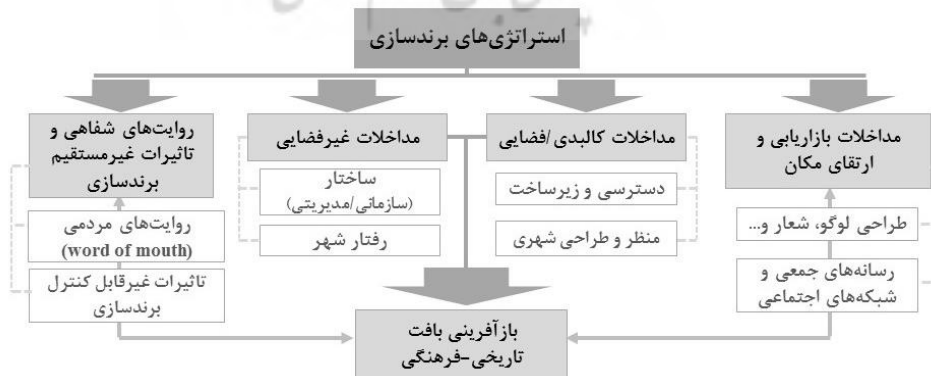 استراتژی‌های برندسازی
مداخلات بازاریابی و
ارتقای مکان
طراحی لوگو، شعار و...
رسانه‌های جمعی و
شبکه‌های اجتماعی
مداخلات کالبدی/فضایی
دسترسی و زیرساخت
منظر و طراحی شهری
مداخلات غیرفضایی
ساختار
(سازمانی/مدیریتی)
رفتار شهر
روایت‌های شفاهی و
تاثیرات غیرمستقیم
برندسازی
روایت‌های مردمی
(word of mouth)
تاثیرات غیرقابل کنترل
برندسازی
بازآفرینی بافت
تاریخی-فرهنگی